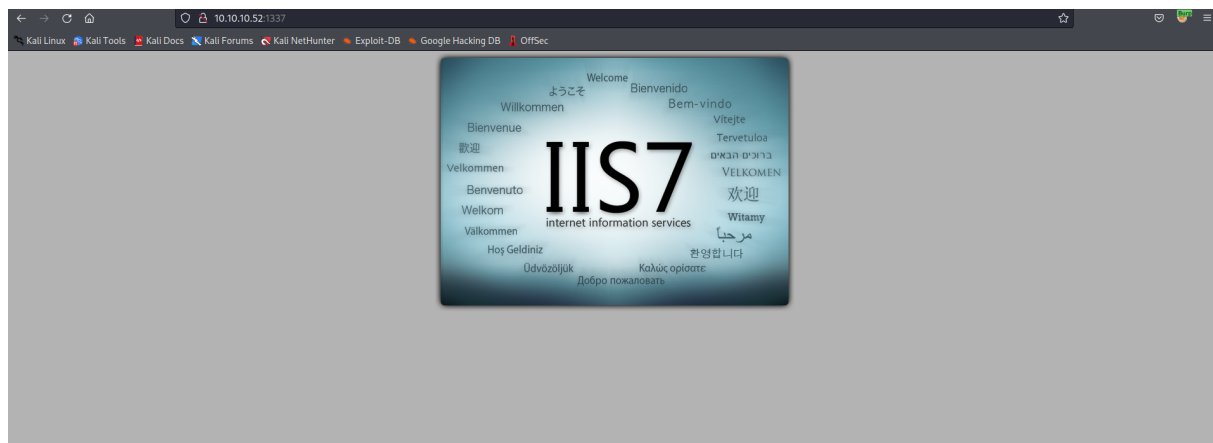 10.10.10.52:1337
Kali Linux Kali Tools Kali Docs Kali Forums Kali NetHunter Exploit-DB Google Hacking DB OffSec
Welcome
ようこそ Bienvenido
Willkommen Bem-vindo
Vítejte
Bienvenue
Tervetuloa
歡迎
ברוכים הבאים
Velkommen
VELKOMEN
Benvenuto
欢迎
IIS7
Welkom
Witamy
internet information services
Välkommen
مرحباً
Hoş Geldiniz
환영합니다
Üdvözöljük Καλώς ορίσατε
Добро пожаловать